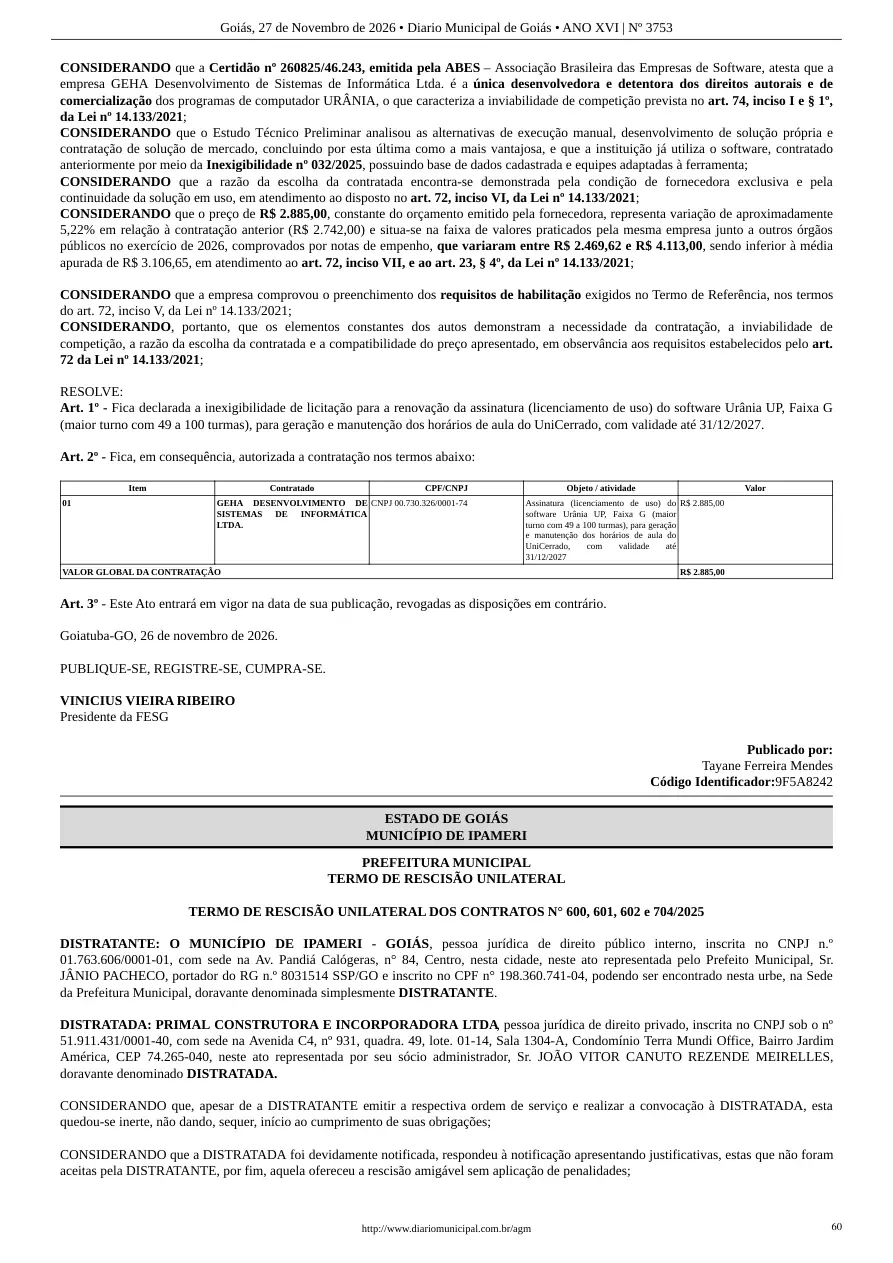 Goiás, 27 de Novembro de 2026 • Diario Municipal de Goiás • ANO XVI | Nº 3753
CONSIDERANDO que a Certidão nº 260825/46.243, emitida pela ABES – Associação Brasileira das Empresas de Software, atesta que a
empresa GEHA Desenvolvimento de Sistemas de Informática Ltda. é a única desenvolvedora e detentora dos direitos autorais e de
comercialização dos programas de computador URÂNIA, o que caracteriza a inviabilidade de competição prevista no art. 74, inciso I e § 1º,
da Lei nº 14.133/2021;
CONSIDERANDO que o Estudo Técnico Preliminar analisou as alternativas de execução manual, desenvolvimento de solução própria e
contratação de solução de mercado, concluindo por esta última como a mais vantajosa, e que a instituição já utiliza o software, contratado
anteriormente por meio da Inexigibilidade nº 032/2025, possuindo base de dados cadastrada e equipes adaptadas à ferramenta;
CONSIDERANDO que a razão da escolha da contratada encontra-se demonstrada pela condição de fornecedora exclusiva e pela
continuidade da solução em uso, em atendimento ao disposto no art. 72, inciso VI, da Lei nº 14.133/2021;
CONSIDERANDO que o preço de R$ 2.885,00, constante do orçamento emitido pela fornecedora, representa variação de aproximadamente
5,22% em relação à contratação anterior (R$ 2.742,00) e situa-se na faixa de valores praticados pela mesma empresa junto a outros órgãos
públicos no exercício de 2026, comprovados por notas de empenho, que variaram entre R$ 2.469,62 e R$ 4.113,00, sendo inferior à média
apurada de R$ 3.106,65, em atendimento ao art. 72, inciso VII, e ao art. 23, § 4º, da Lei nº 14.133/2021;
CONSIDERANDO que a empresa comprovou o preenchimento dos requisitos de habilitação exigidos no Termo de Referência, nos termos
do art. 72, inciso V, da Lei nº 14.133/2021;
CONSIDERANDO, portanto, que os elementos constantes dos autos demonstram a necessidade da contratação, a inviabilidade de
competição, a razão da escolha da contratada e a compatibilidade do preço apresentado, em observância aos requisitos estabelecidos pelo art.
72 da Lei nº 14.133/2021;
RESOLVE:
Art. 1º - Fica declarada a inexigibilidade de licitação para a renovação da assinatura (licenciamento de uso) do software Urânia UP, Faixa G
(maior turno com 49 a 100 turmas), para geração e manutenção dos horários de aula do UniCerrado, com validade até 31/12/2027.
Art. 2º - Fica, em consequência, autorizada a contratação nos termos abaixo:
Item Contratado CPF/CNPJ Objeto / atividade Valor
01 GEHA DESENVOLVIMENTO DE CNPJ 00.730.326/0001-74 Assinatura (licenciamento de uso) do R$ 2.885,00
SISTEMAS DE INFORMÁTICA software Urânia UP, Faixa G (maior
LTDA. turno com 49 a 100 turmas), para geração
e manutenção dos horários de aula do
UniCerrado, com validade até
31/12/2027
VALOR GLOBAL DA CONTRATAÇÃO R$ 2.885,00
Art. 3º - Este Ato entrará em vigor na data de sua publicação, revogadas as disposições em contrário.
Goiatuba-GO, 26 de novembro de 2026.
PUBLIQUE-SE, REGISTRE-SE, CUMPRA-SE.
VINICIUS VIEIRA RIBEIRO
Presidente da FESG
Publicado por:
Tayane Ferreira Mendes
Código Identificador:9F5A8242
ESTADO DE GOIÁS
MUNICÍPIO DE IPAMERI
PREFEITURA MUNICIPAL
TERMO DE RESCISÃO UNILATERAL
TERMO DE RESCISÃO UNILATERAL DOS CONTRATOS N° 600, 601, 602 e 704/2025
DISTRATANTE: O MUNICÍPIO DE IPAMERI - GOIÁS, pessoa jurídica de direito público interno, inscrita no CNPJ n.º
01.763.606/0001-01, com sede na Av. Pandiá Calógeras, n° 84, Centro, nesta cidade, neste ato representada pelo Prefeito Municipal, Sr.
JÂNIO PACHECO, portador do RG n.º 8031514 SSP/GO e inscrito no CPF n° 198.360.741-04, podendo ser encontrado nesta urbe, na Sede
da Prefeitura Municipal, doravante denominada simplesmente DISTRATANTE.
DISTRATADA: PRIMAL CONSTRUTORA E INCORPORADORA LTDA, pessoa jurídica de direito privado, inscrita no CNPJ sob o nº
51.911.431/0001-40, com sede na Avenida C4, nº 931, quadra. 49, lote. 01-14, Sala 1304-A, Condomínio Terra Mundi Office, Bairro Jardim
América, CEP 74.265-040, neste ato representada por seu sócio administrador, Sr. JOÃO VITOR CANUTO REZENDE MEIRELLES,
doravante denominado DISTRATADA.
CONSIDERANDO que, apesar de a DISTRATANTE emitir a respectiva ordem de serviço e realizar a convocação à DISTRATADA, esta
quedou-se inerte, não dando, sequer, início ao cumprimento de suas obrigações;
CONSIDERANDO que a DISTRATADA foi devidamente notificada, respondeu à notificação apresentando justificativas, estas que não foram
aceitas pela DISTRATANTE, por fim, aquela ofereceu a rescisão amigável sem aplicação de penalidades;
http://www.diariomunicipal.com.br/agm
60